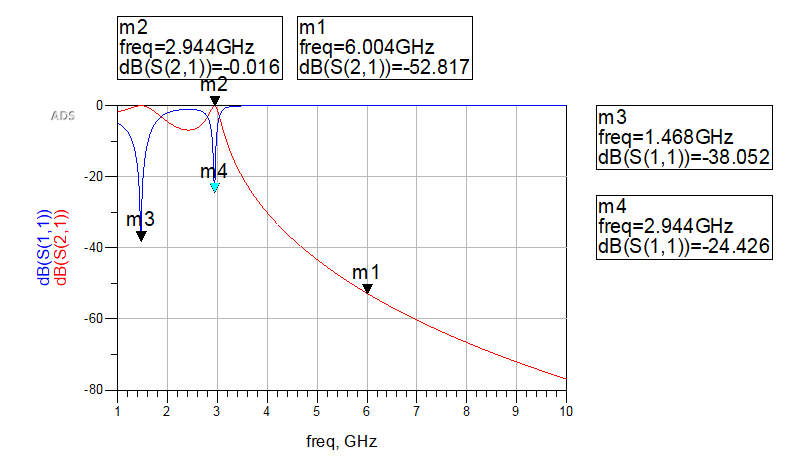 m2
freq=2.944GHz
dB(S(2,1))=-0.016
m1
freq=6.004GHz
dB(S(2,1))=-52.817
m2
ADS
0
-20
-40
-60
-80
m4
m3
m1
dB(S(1,1))
dB(S(2,1))
1
2
3
4
5
6
7
8
9
10
freq, GHz
m3
freq=1.468GHz
dB(S(1,1))=-38.052
m4
freq=2.944GHz
dB(S(1,1))=-24.426